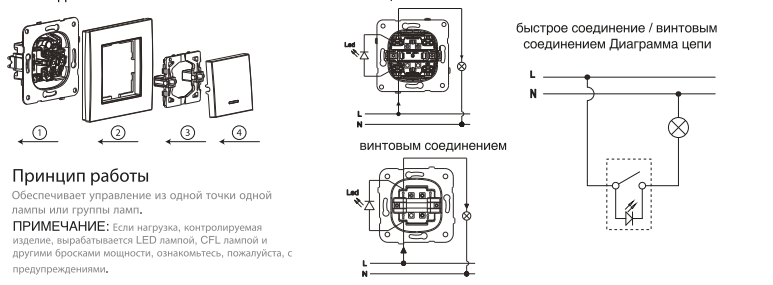 1
2
3
4
Принцип работы
Обеспечивает управление из одной точки одной
лампы или группы ламп.
ПРИМЕЧАНИЕ: Если нагрузка, контролируемая
изделие, вырабатывается LED лампой, CFL лампой и
другими бросками мощности, ознакомьтесь, пожалуйста, с
предупреждениями.
Led
L
N
винтовым соединением
Led
L
N
быстрое соединение / винтовым
соединением Диаграмма цепи
L
N